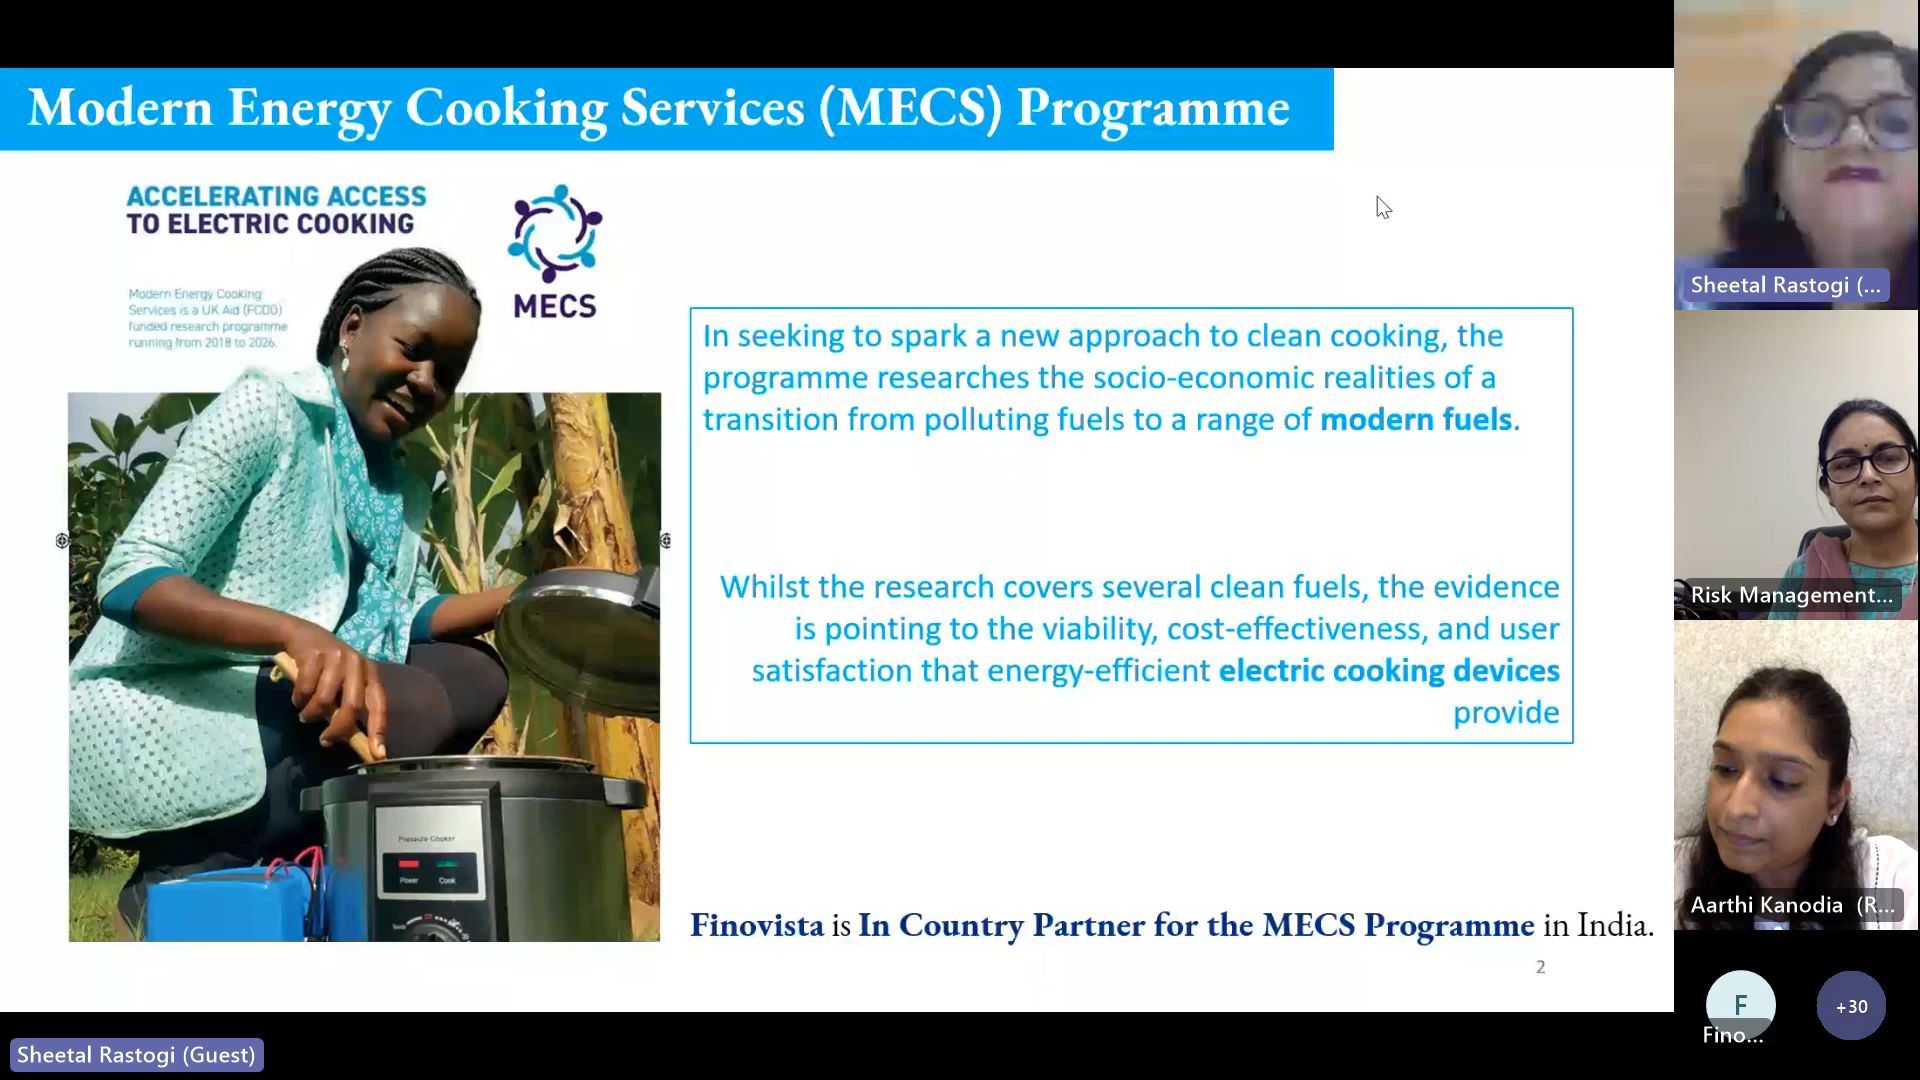 Modern Energy Cooking Services (MECS) Programme
ACCELERATING ACCESS
TO ELECTRIC COOKING
MECS
Modern Energy Cooking
Services is a UK Aid (FCDO)
funded research programme
running from 2018 to 2026.
In seeking to spark a new approach to clean cooking, the
programme researches the socio-economic realities of a
transition from polluting fuels to a range of modern fuels.
Whilst the research covers several clean fuels, the evidence
is pointing to the viability, cost-effectiveness, and user
satisfaction that energy-efficient electric cooking devices
provide
Pressure Cooker
Power Cook
Finovista is In Country Partner for the MECS Programme in India.
2
Sheetal Rastogi (Guest)
Sheetal Rastogi (...
Risk Management...
Aarthi Kanodia (R...
F
Fino...
+30